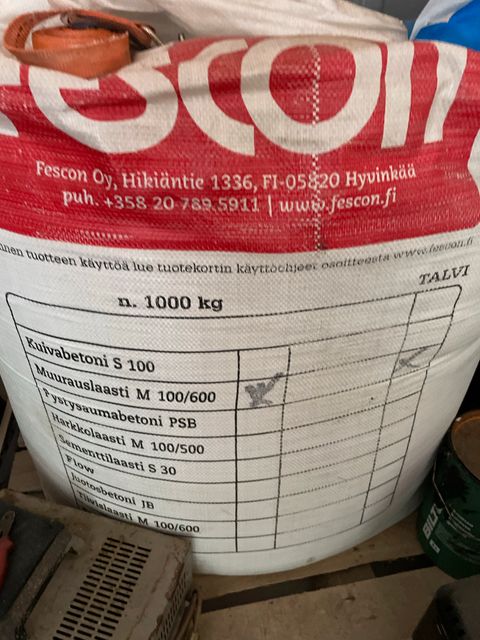 fescon
Fescon Oy, Hikiäntie 1336, FI-05820 Hyvinkää
puh. +358 20 789 5911 | www.fescon.fi
tuotteen käyttöä lue tuotekortin käyttöohjeet osoitteesta www.fescon.fi
TALVI
n. 1000 kg
Kuivabetoni S 100
Muurauslaasti M 100/600
Pystysaumabetoni PSB
Harkkolaasti M 100/500
Sementtilaasti S 30
Flow
Juotosbetoni JB
Tiivislaasti M 100/600